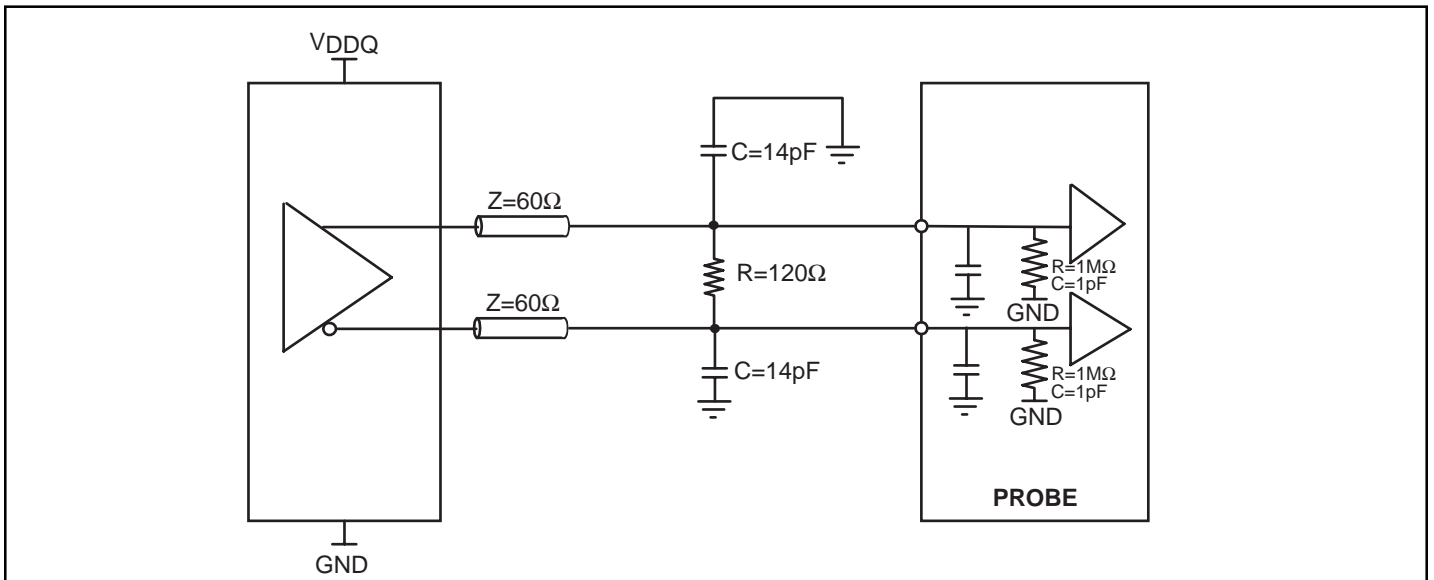 VDDQ
C=14pF
Z=60Ω
R=120Ω
R=1MΩ
C=1pF
GND
Z=60Ω
C=14pF
R=1MΩ
C=1pF
GND
PROBE
GND